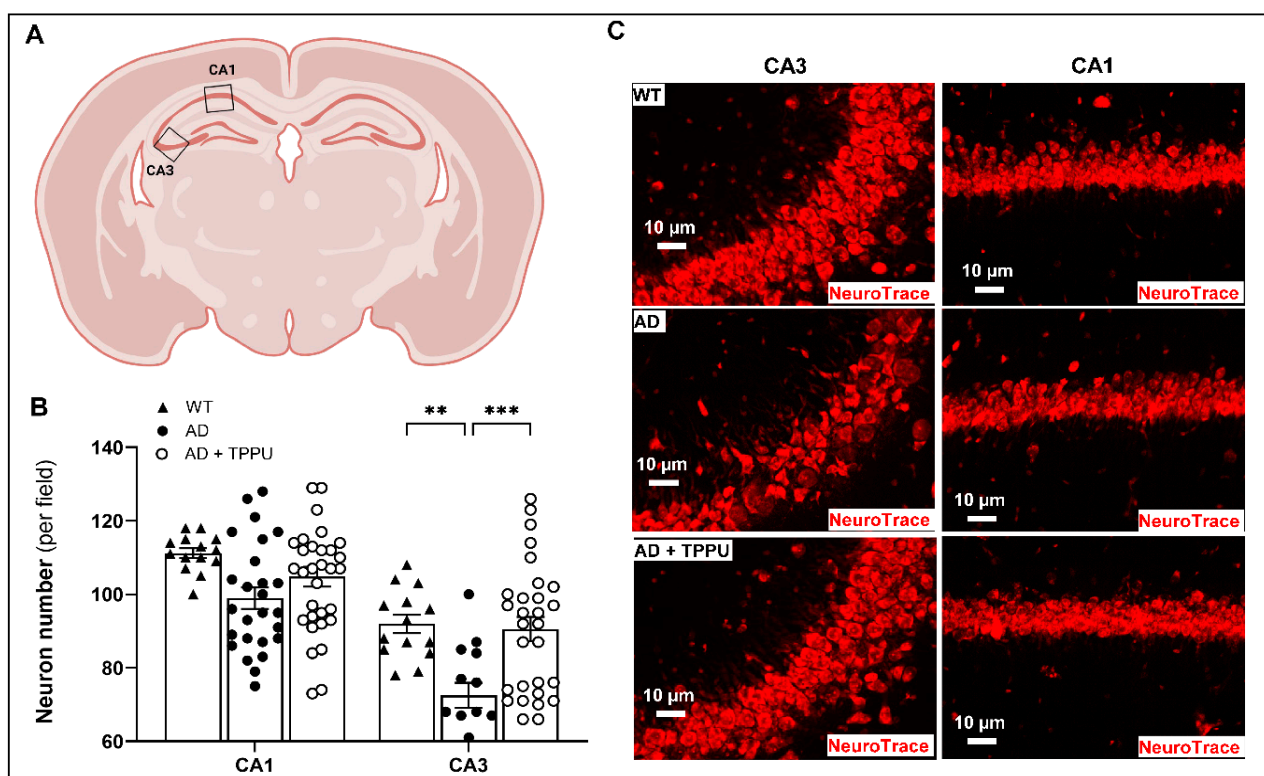 A
CA1
CA3
B
WT
AD
AD + TPPU
** ***
Neuron number (per field)
140
120
100
80
60
CA1 CA3
C
CA3 CA1
WT
10 µm
NeuroTrace
10 µm
NeuroTrace
AD
10 µm
NeuroTrace
10 µm
NeuroTrace
AD + TPPU
10 µm
NeuroTrace
10 µm
NeuroTrace